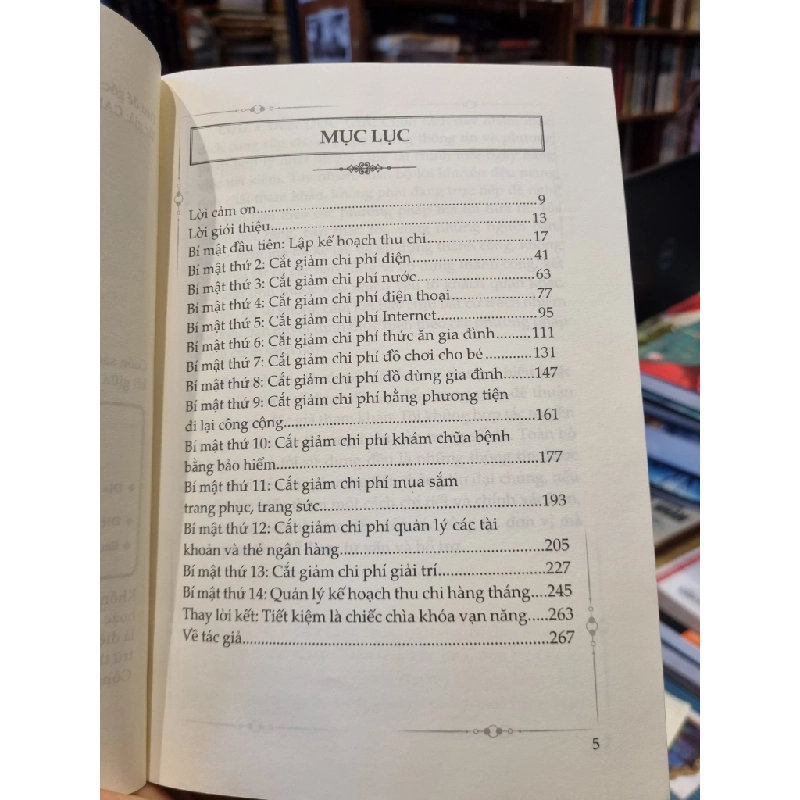 MỤC LỤC
Lời cảm ơn....................9
Lời giới thiệu....................13
Bí mật đầu tiên: Lập kế hoạch thu chi....................17
Bí mật thứ 2: Cắt giảm chi phí điện....................41
Bí mật thứ 3: Cắt giảm chi phí nước....................63
Bí mật thứ 4: Cắt giảm chi phí điện thoại....................77
Bí mật thứ 5: Cắt giảm chi phí Internet....................95
Bí mật thứ 6: Cắt giảm chi phí thức ăn gia đình.........111
Bí mật thứ 7: Cắt giảm chi phí đồ chơi cho bé............131
Bí mật thứ 8: Cắt giảm chi phí đồ dùng gia đình.......147
Bí mật thứ 9: Cắt giảm chi phí bằng phương tiện
đi lại công cộng....................161
Bí mật thứ 10: Cắt giảm chi phí khám chữa bệnh
bằng bảo hiểm....................177
Bí mật thứ 11: Cắt giảm chi phí mua sắm
trang phục, trang sức....................193
Bí mật thứ 12: Cắt giảm chi phí quản lý các tài
khoản và thẻ ngân hàng....................205
Bí mật thứ 13: Cắt giảm chi phí giải trí....................227
Bí mật thứ 14: Quản lý kế hoạch thu chi hàng tháng....245
Thay lời kết: Tiết kiệm là chiếc chìa khóa vạn năng.....263
Về tác giả....................267
5